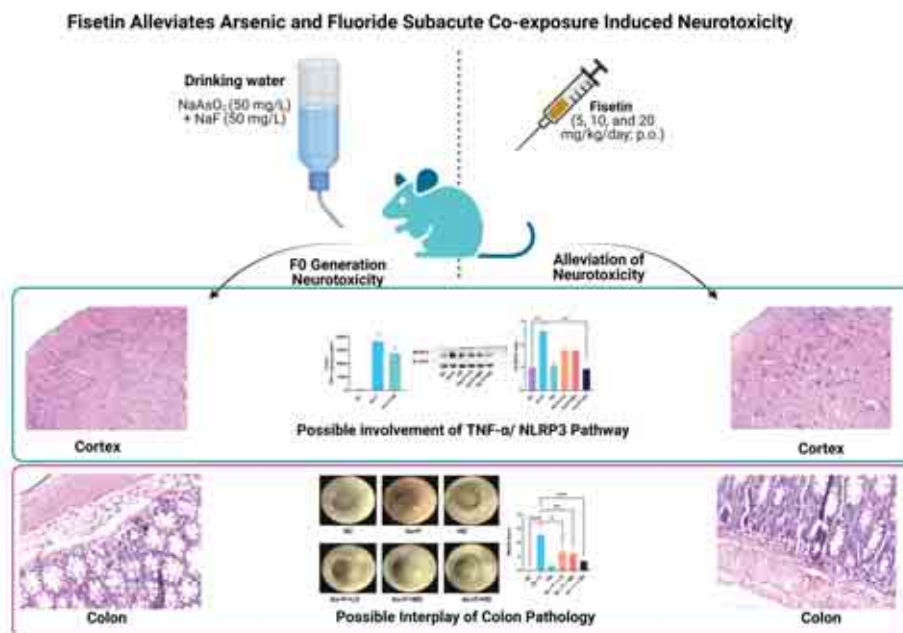 Fisetin Alleviates Arsenic and Fluoride Subacute Co-exposure Induced Neurotoxicity
Drinking water
NaAsO₂ (50 mg/L)
+ NaF (50 mg/L)
Fisetin
(5, 10, and 20
mg/kg/day; p.o.)
F0 Generation
Neurotoxicity
Alleviation of
Neurotoxicity
Cortex
Possible involvement of TNF-α/ NLRP3 Pathway
Cortex
Colon
Possible Interplay of Colon Pathology
Colon